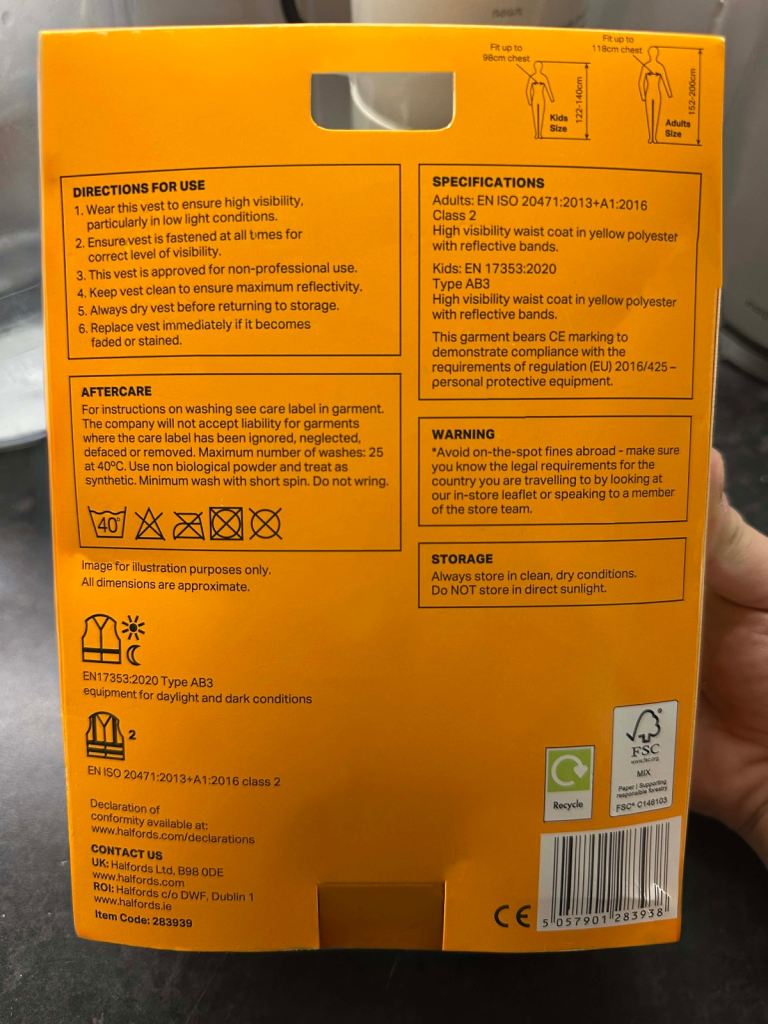 neon
Fit up to
98cm chest
122-140cm
Kids
Size
Fit up to
118cm chest
152-200cm
Adults
Size
DIRECTIONS FOR USE
1. Wear this vest to ensure high visibility,
particularly in low light conditions.
2. Ensure vest is fastened at all times for
correct level of visibility.
3. This vest is approved for non-professional use.
4. Keep vest clean to ensure maximum reflectivity.
5. Always dry vest before returning to storage.
6. Replace vest immediately if it becomes
faded or stained.
AFTERCARE
For instructions on washing see care label in garment.
The company will not accept liability for garments
where the care label has been ignored, neglected,
defaced or removed. Maximum number of washes: 25
at 40ºC. Use non biological powder and treat as
synthetic. Minimum wash with short spin. Do not wring.
40°
Image for illustration purposes only.
All dimensions are approximate.
EN17353:2020 Type AB3
equipment for daylight and dark conditions
2
EN ISO 20471:2013+A1:2016 class 2
Declaration of
conformity available at:
www.halfords.com/declarations
CONTACT US
UK: Halfords Ltd, B98 0DE
www.halfords.com
ROI: Halfords c/o DWF, Dublin 1
www.halfords.ie
Item Code: 283939
SPECIFICATIONS
Adults: EN ISO 20471:2013+A1:2016
Class 2
High visibility waist coat in yellow polyester
with reflective bands.
Kids: EN 17353:2020
Type AB3
High visibility waist coat in yellow polyester
with reflective bands.
This garment bears CE marking to
demonstrate compliance with the
requirements of regulation (EU) 2016/425 –
personal protective equipment.
WARNING
*Avoid on-the-spot fines abroad - make sure
you know the legal requirements for the
country you are travelling to by looking at
our in-store leaflet or speaking to a member
of the store team.
STORAGE
Always store in clean, dry conditions.
Do NOT store in direct sunlight.
Recycle
®
FSC
www.fsc.org
MIX
Paper | Supporting
responsible forestry
FSC® C146103
CE
5 057901 283938